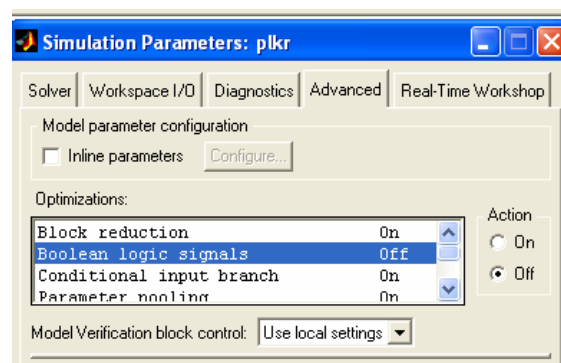 Simulation Parameters: plkr
Solver Workspace I/O Diagnostics Advanced Real-Time Workshop
Model parameter configuration
Inline parameters Configure...
Optimizations:
Action
Block reduction On
Boolean logic signals Off
Conditional input branch On
Parameter pooling On
On
Off
Model Verification block control: Use local settings